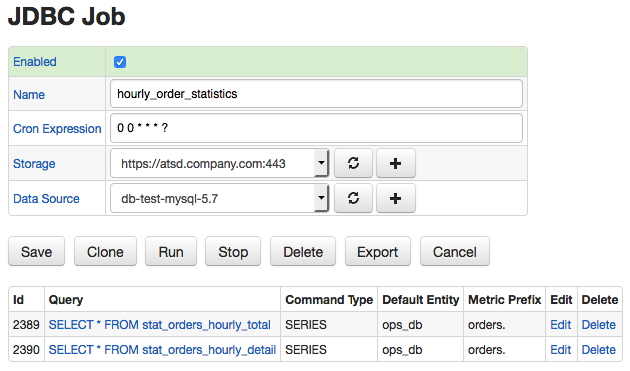 JDBC Job
Enabled
Name hourly_order_statistics
Cron Expression 0 0 * * * ?
Storage https://atsd.company.com:443
Data Source db-test-mysql-5.7
Save Clone Run Stop Delete Export Cancel
Id Query Command Type Default Entity Metric Prefix Edit Delete
2389 SELECT * FROM stat_orders_hourly_total SERIES ops_db orders. Edit Delete
2390 SELECT * FROM stat_orders_hourly_detail SERIES ops_db orders. Edit Delete